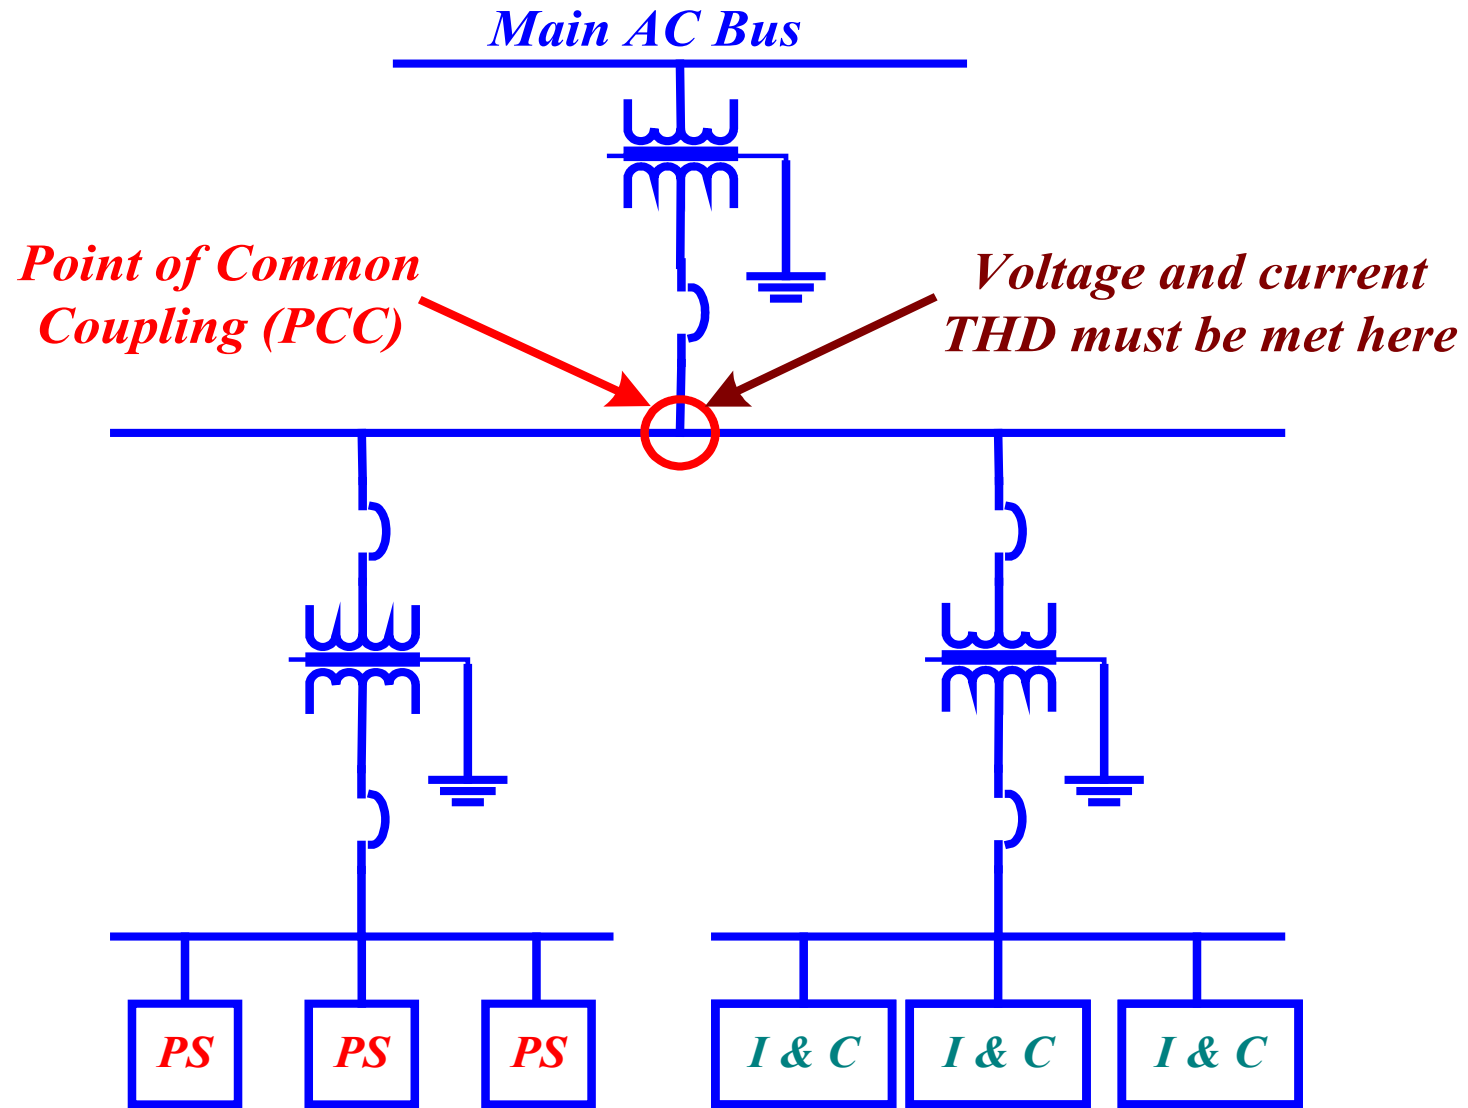 Main AC Bus
Point of Common
Coupling (PCC)
Voltage and current
THD must be met here
PS
PS
PS
I & C
I & C
I & C